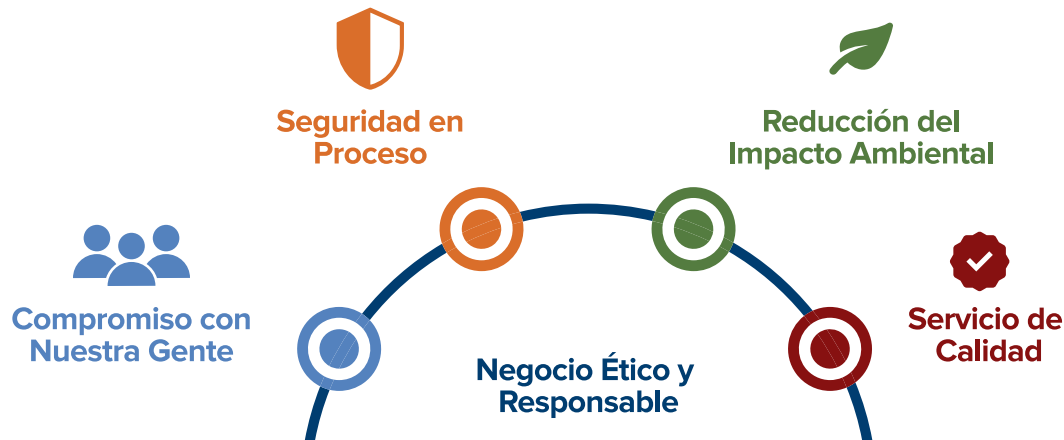 Seguridad en
Proceso
Reducción del
Impacto Ambiental
Compromiso con
Nuestra Gente
Servicio de
Calidad
Negocio Ético y
Responsable